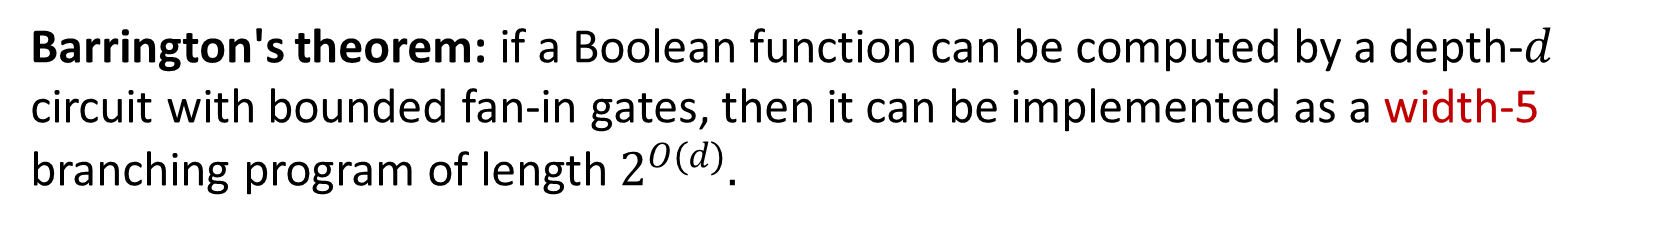 Barrington's theorem: if a Boolean function can be computed by a depth-d
circuit with bounded fan-in gates, then it can be implemented as a width-5
branching program of length 2^{O(d)}.